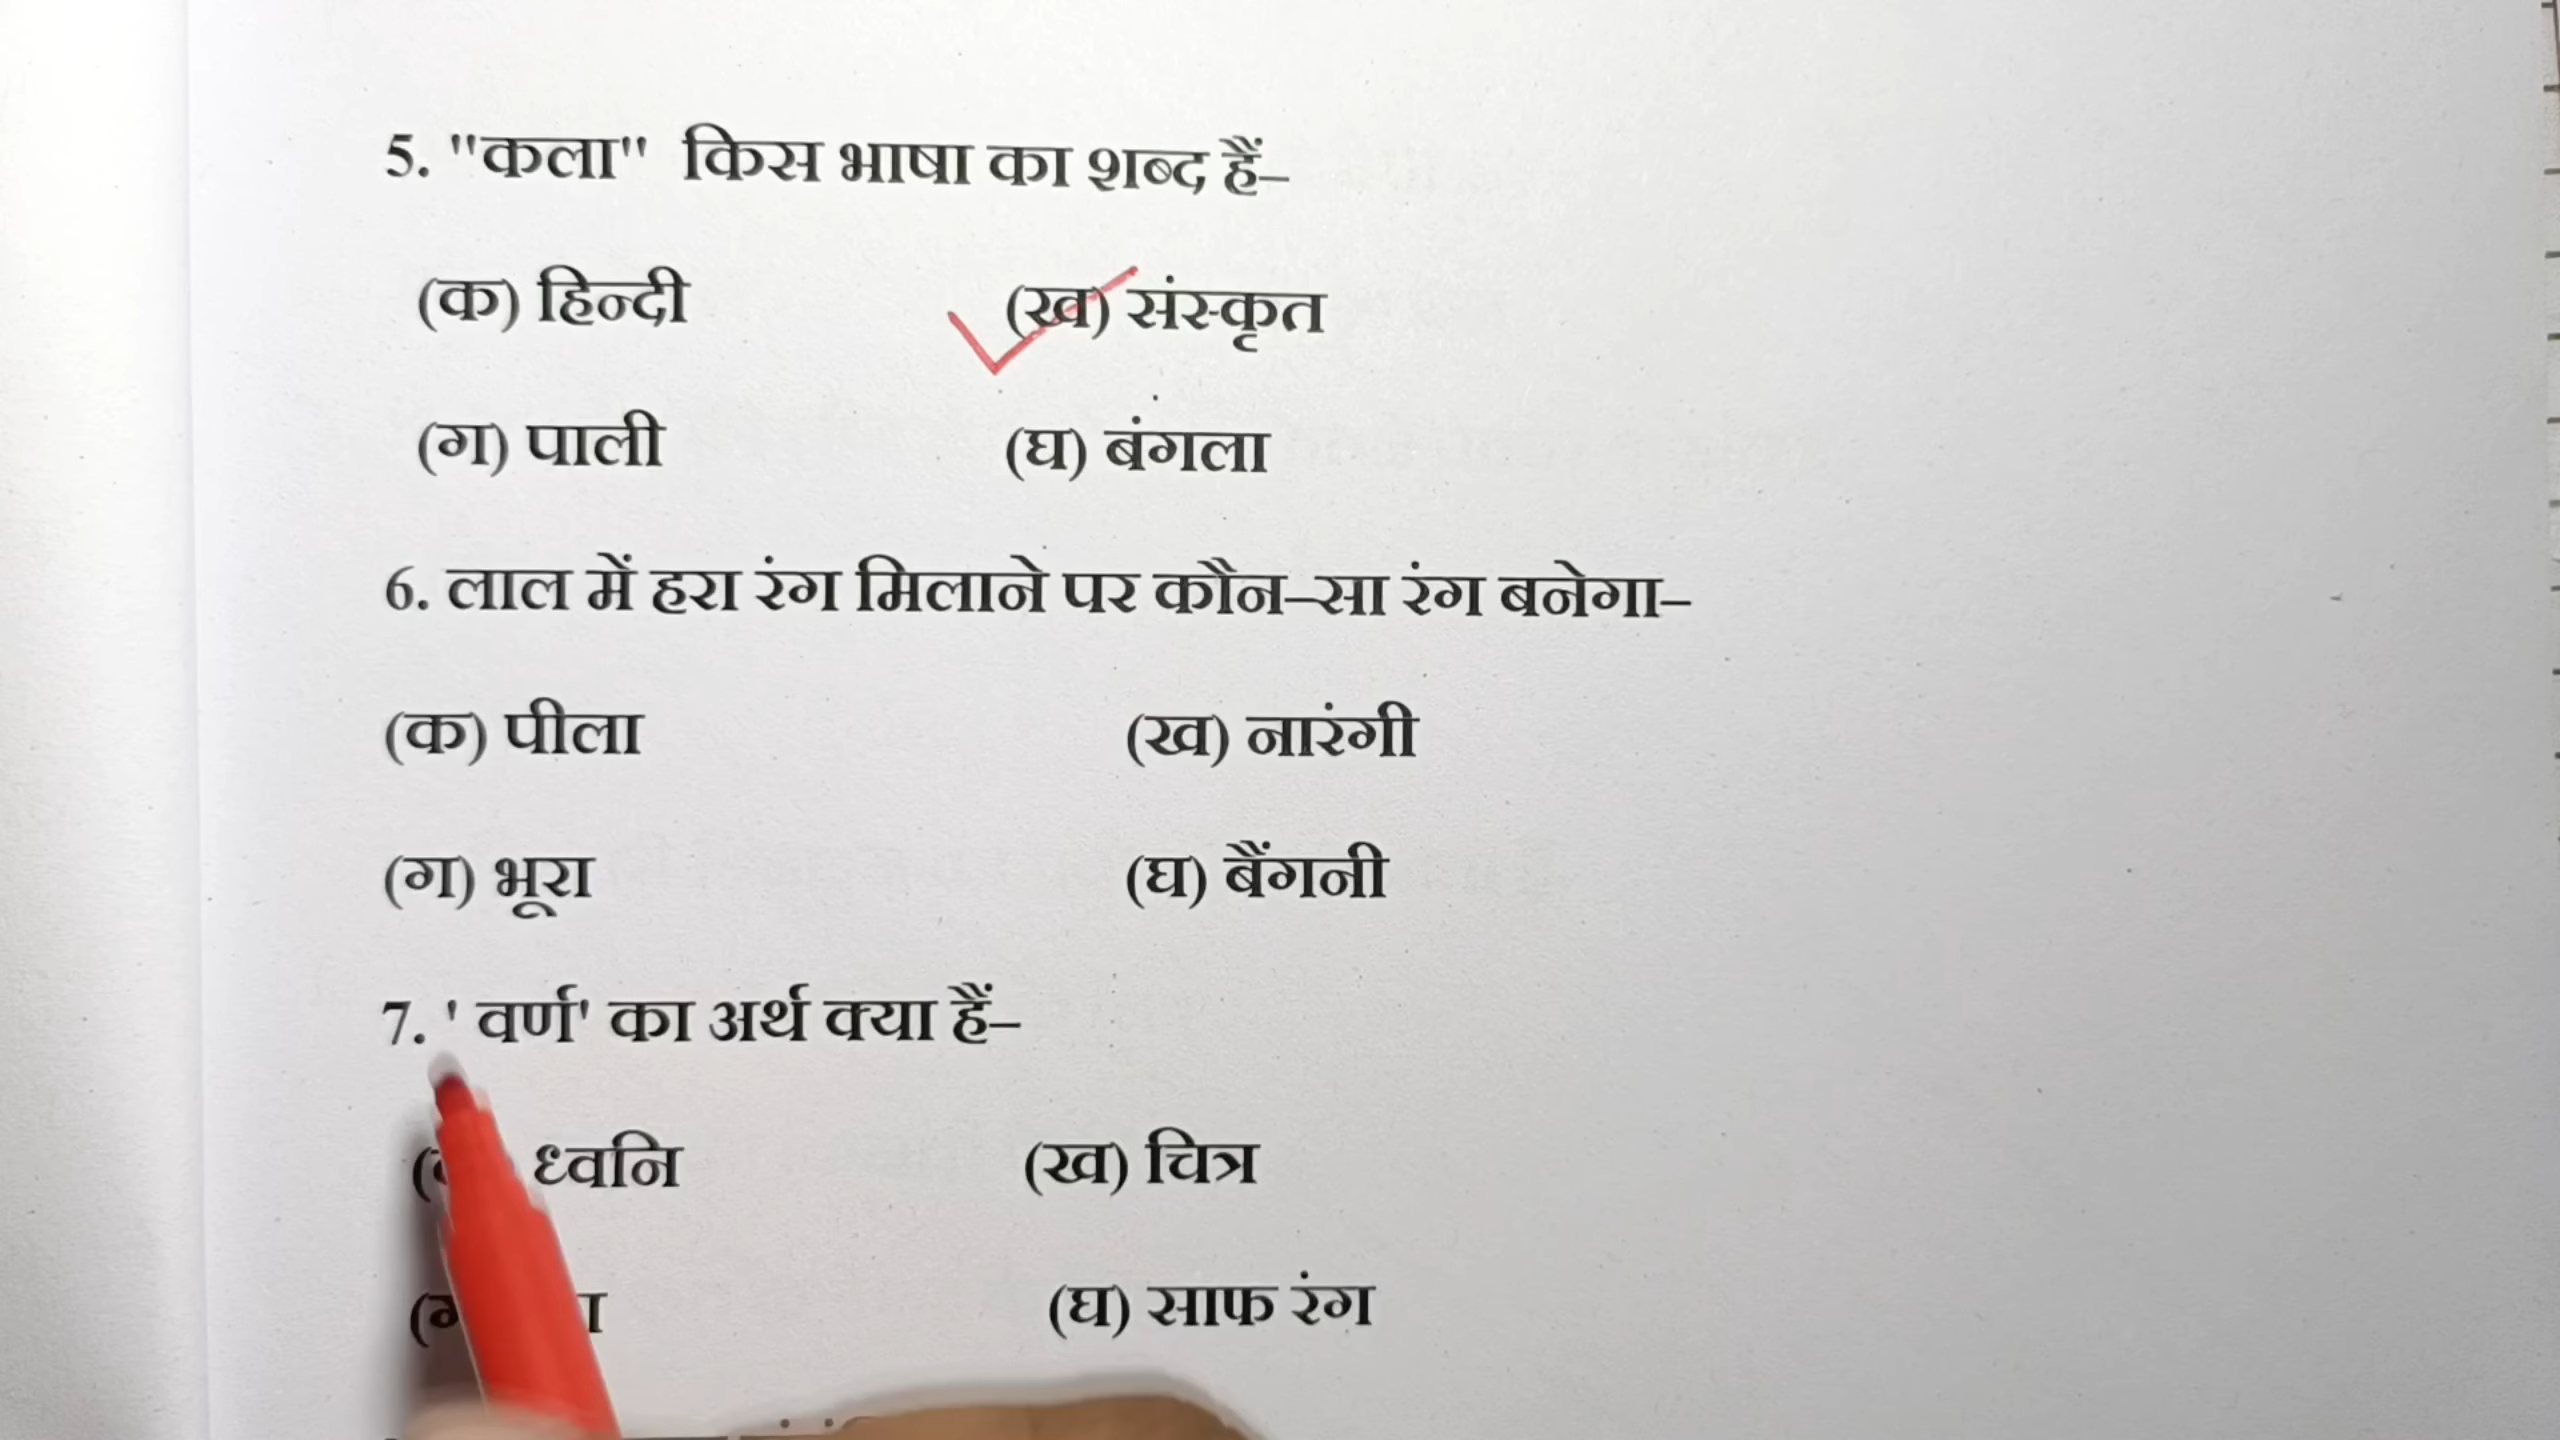 5. "कला" किस भाषा का शब्द हैं–
(क) हिन्दी (ख) संस्कृत
(ग) पाली (घ) बंगला
6. लाल में हरा रंग मिलाने पर कौन–सा रंग बनेगा–
(क) पीला (ख) नारंगी
(ग) भूरा (घ) बैंगनी
7. ' वर्ण' का अर्थ क्या हैं–
ध्वनि (ख) चित्र
(घ) साफ रंग